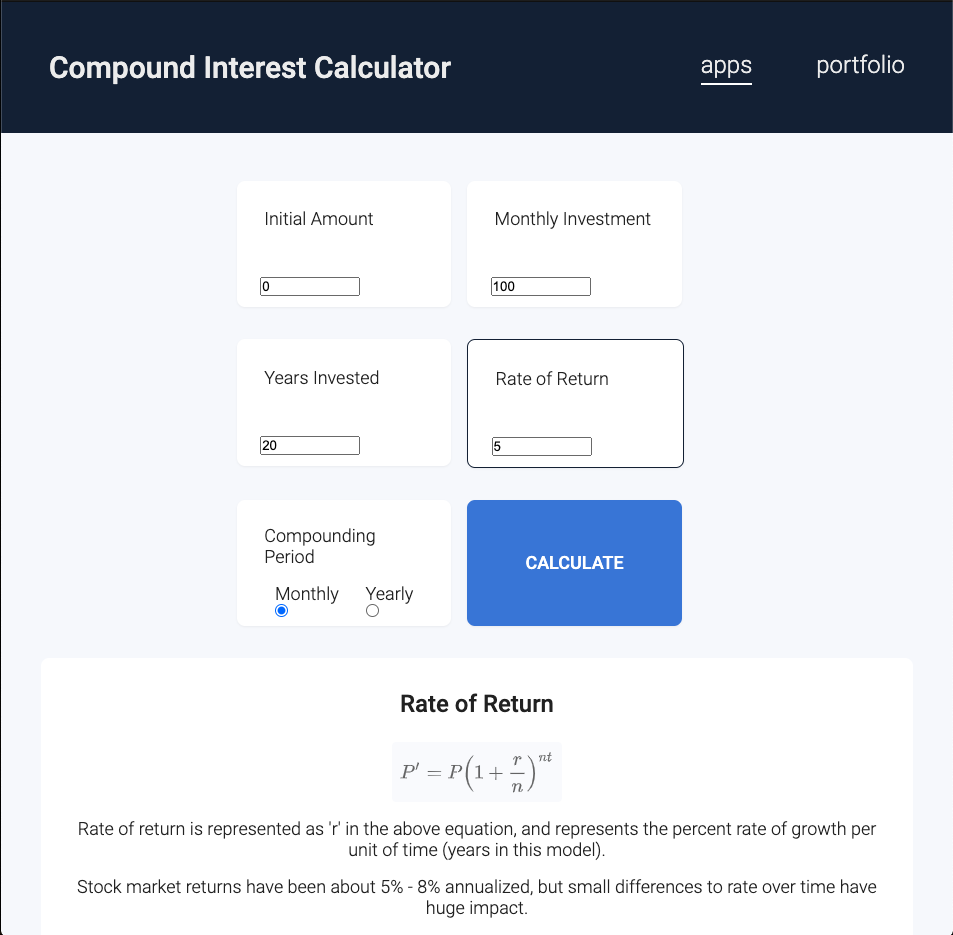 Compound Interest Calculator
apps
portfolio
Initial Amount
Monthly Investment
0
100
Years Invested
Rate of Return
20
5
Compounding
Period
Monthly
Yearly
CALCULATE
Rate of Return
P′ = P(1 + r/n)^nt
Rate of return is represented as 'r' in the above equation, and represents the percent rate of growth per
unit of time (years in this model).
Stock market returns have been about 5% - 8% annualized, but small differences to rate over time have
huge impact.